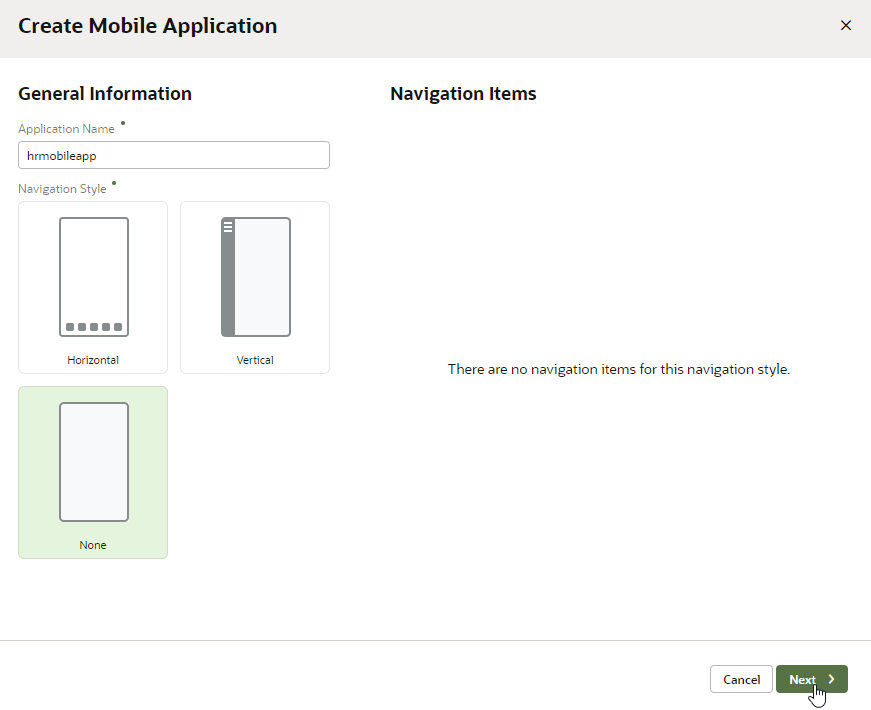 Create Mobile Application
General Information
Application Name
hrmobileapp
Navigation Style
Horizontal
Vertical
None
Navigation Items
There are no navigation items for this navigation style.
Cancel
Next